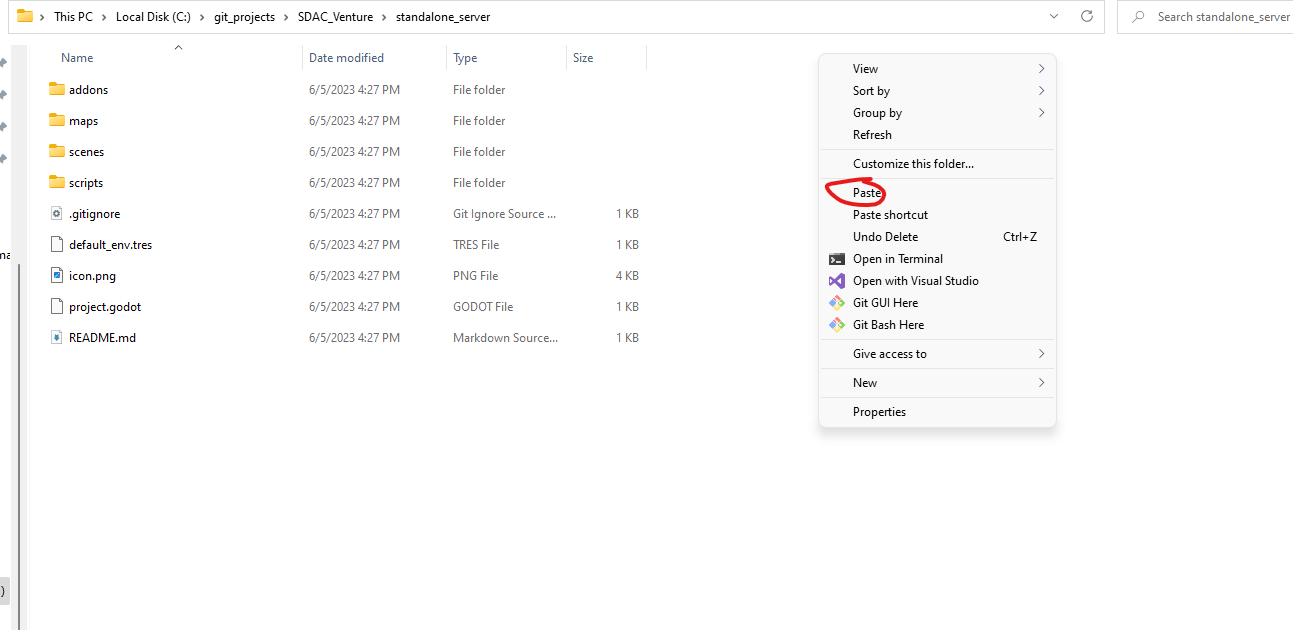 This PC > Local Disk (C:) > git_projects > SDAC_Venture > standalone_server
Search standalone_server
Name Date modified Type Size
addons 6/5/2023 4:27 PM File folder
maps 6/5/2023 4:27 PM File folder
scenes 6/5/2023 4:27 PM File folder
scripts 6/5/2023 4:27 PM File folder
.gitignore 6/5/2023 4:27 PM Git Ignore Source ... 1 KB
default_env.tres 6/5/2023 4:27 PM TRES File 1 KB
icon.png 6/5/2023 4:27 PM PNG File 4 KB
project.godot 6/5/2023 4:27 PM GODOT File 1 KB
README.md 6/5/2023 4:27 PM Markdown Source... 1 KB
View
Sort by
Group by
Refresh
Customize this folder...
Paste
Paste shortcut
Undo Delete Ctrl+Z
Open in Terminal
Open with Visual Studio
Git GUI Here
Git Bash Here
Give access to
New
Properties